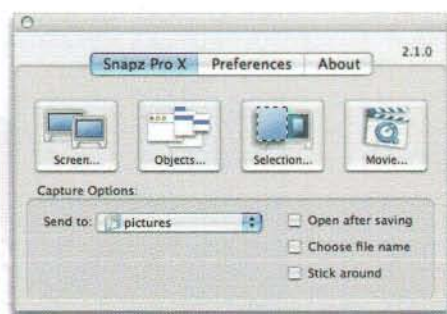 2.1.0
Snapz Pro X Preferences About
Screen... Objects... Selection... Movie...
Capture Options:
Send to: pictures
Open after saving
Choose file name
Stick around